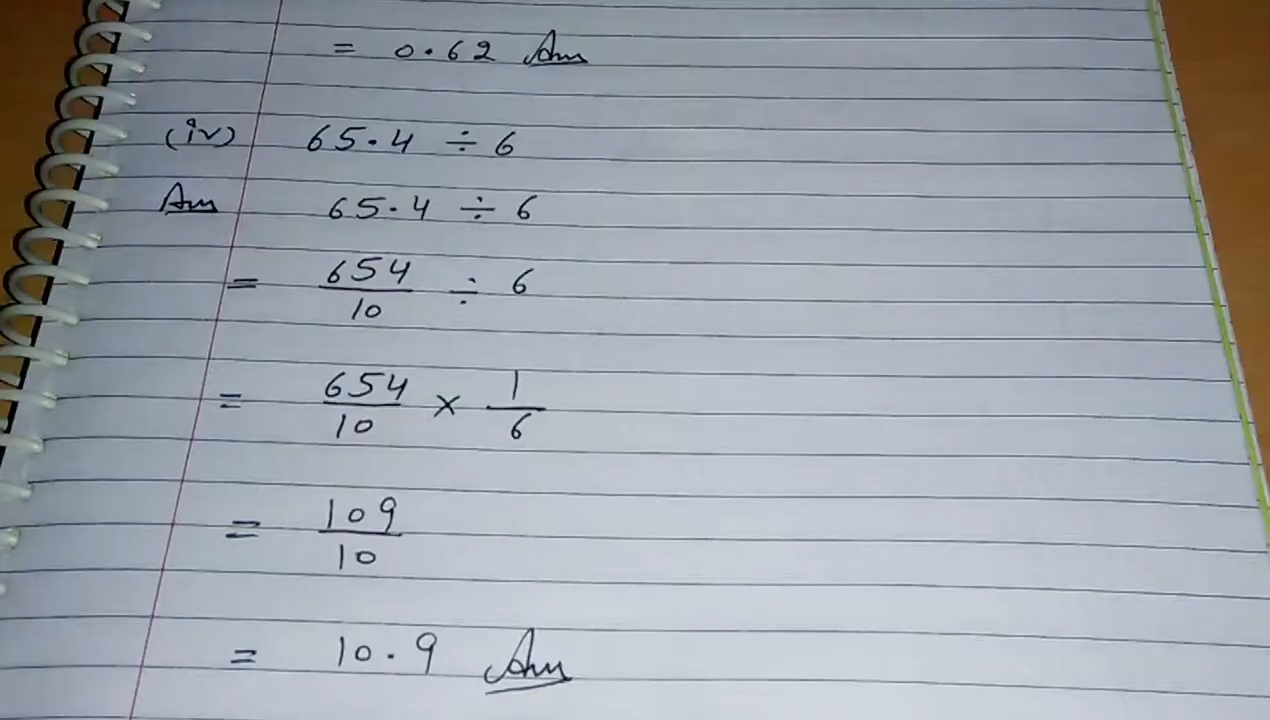 = 0.62 Ans
(iv) 65.4 ÷ 6
Ans 65.4 ÷ 6
= 654/10 ÷ 6
= 654/10 × 1/6
= 109/10
= 10.9 Ans